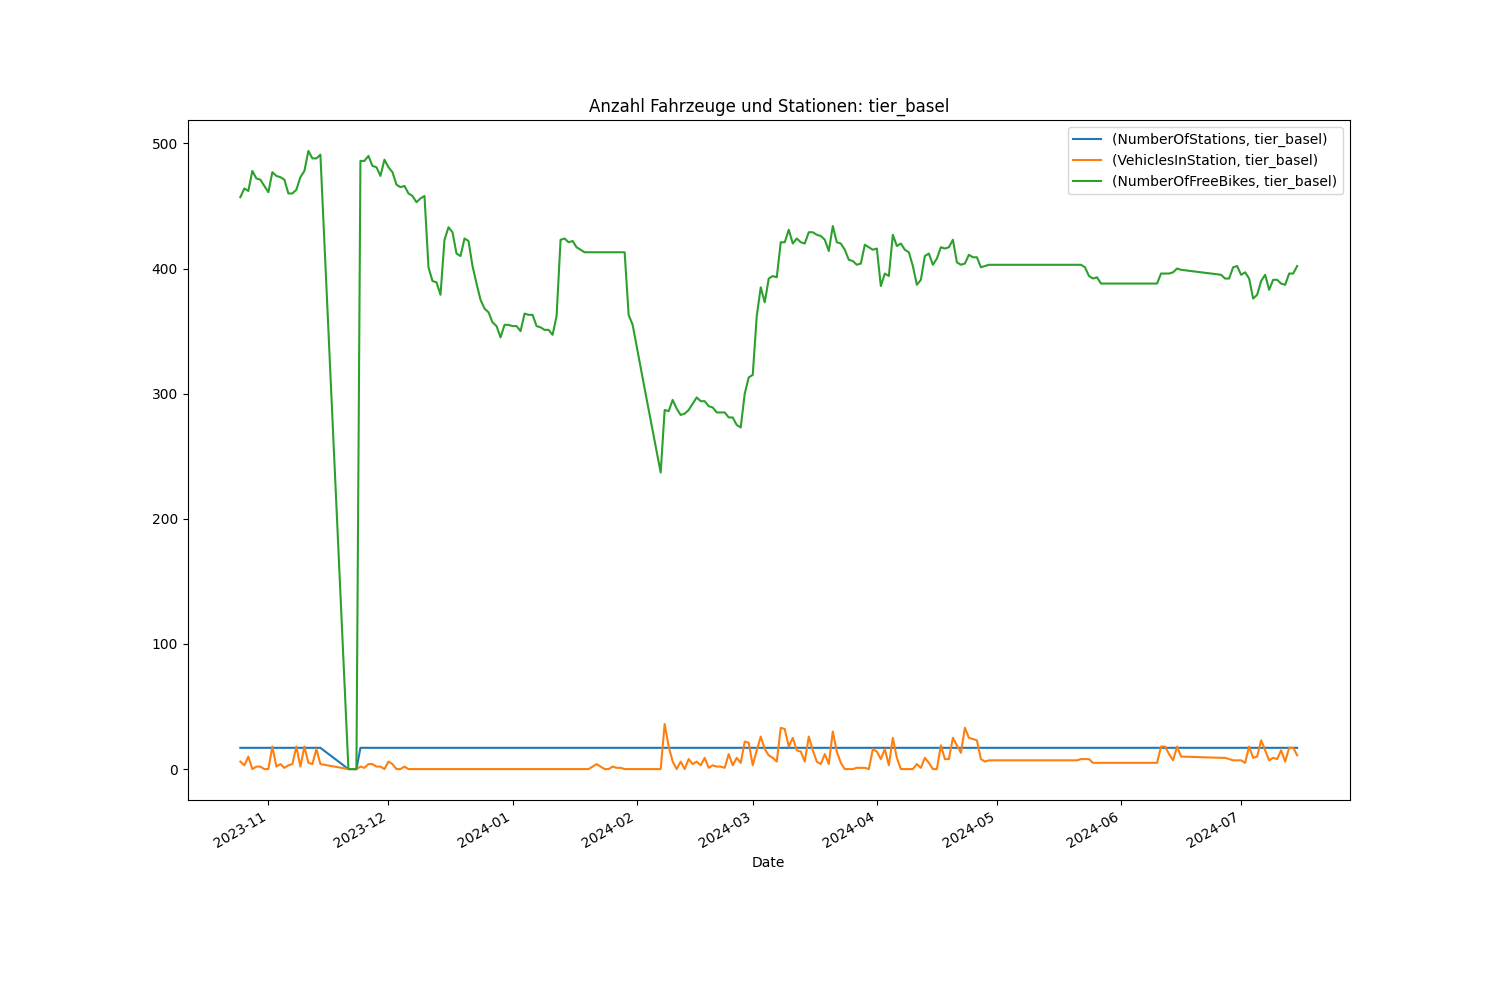 Anzahl Fahrzeuge und Stationen: tier_basel
(NumberOfStations, tier_basel)
(VehiclesInStation, tier_basel)
(NumberOfFreeBikes, tier_basel)
500
400
300
200
100
0
2023-11 2023-12 2024-01 2024-02 2024-03 2024-04 2024-05 2024-06 2024-07
Date